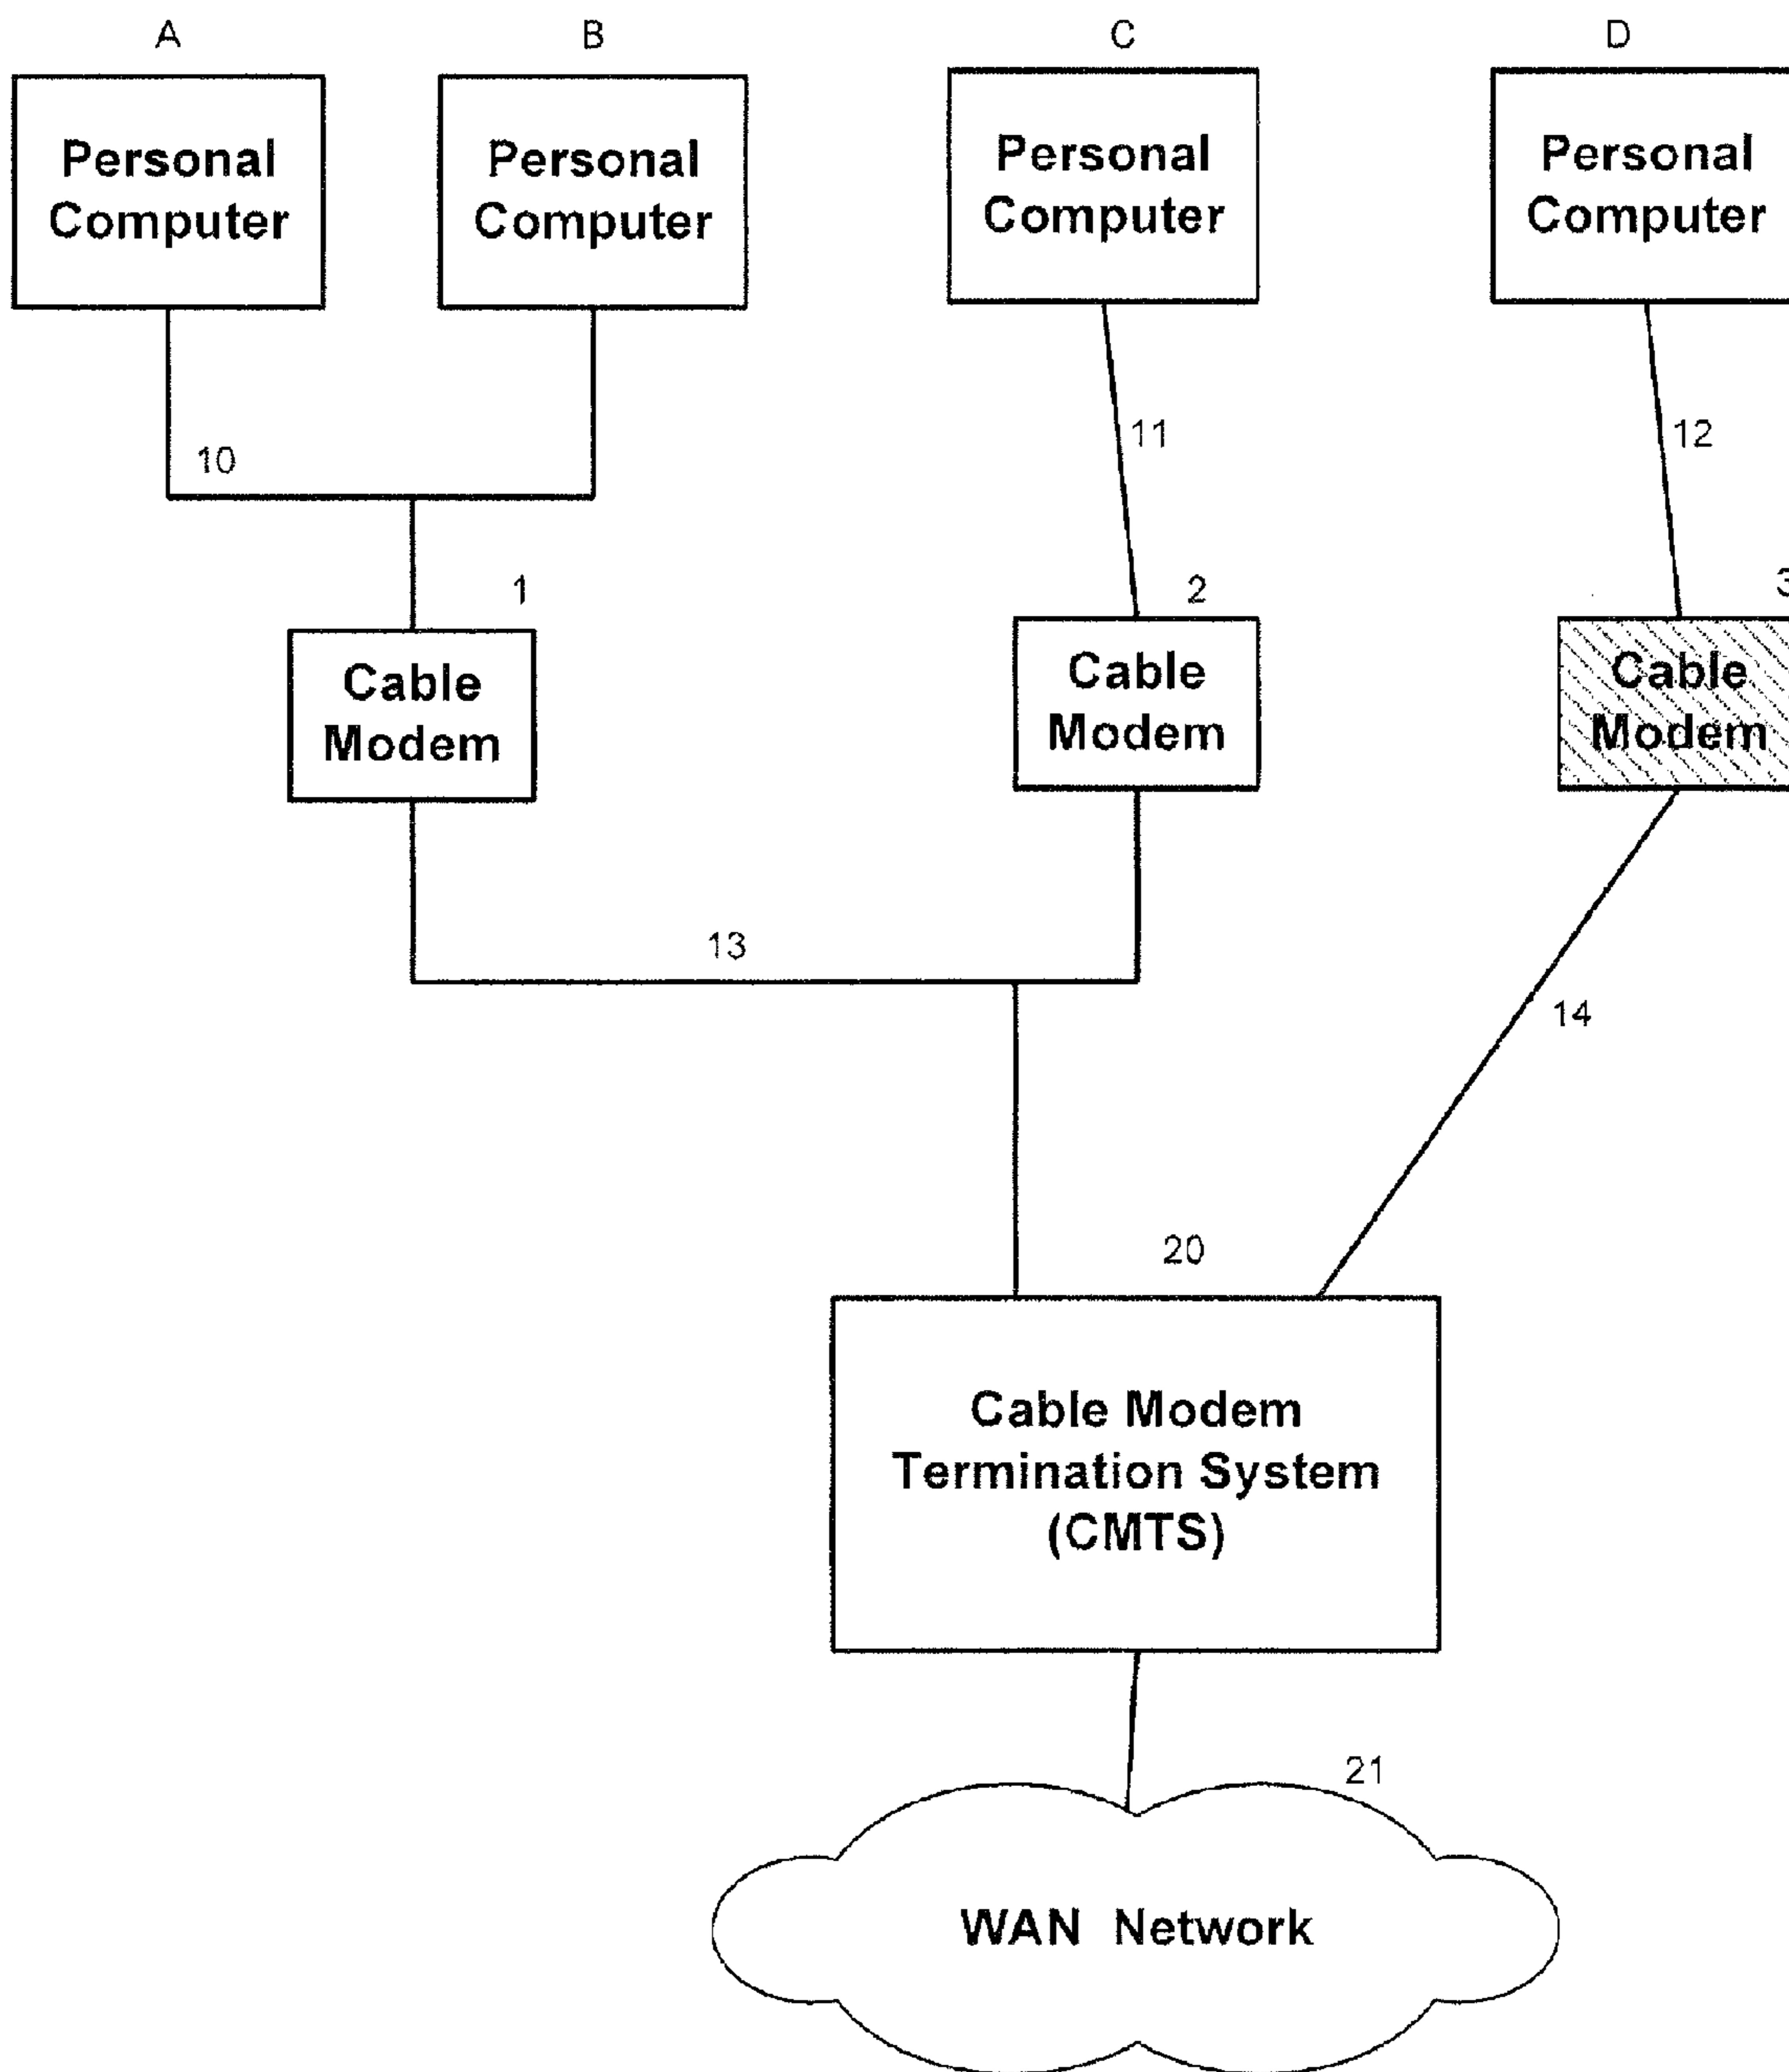 A
B
C
D
Personal
Computer
Personal
Computer
Personal
Computer
Personal
Computer
10
11
12
1
2
3
Cable
Modem
Cable
Modem
Cable
Modem
13
14
20
Cable Modem
Termination System
(CMTS)
21
WAN Network